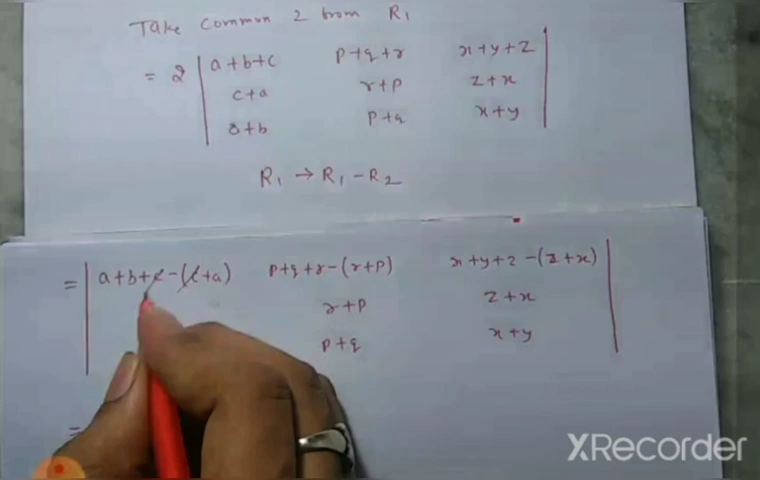 Take Common 2 from R₁
= 2 | a+b+c p+q+r x+y+z |
c+a r+p z+x
a+b p+q x+y
R₁ → R₁ - R₂
= | a+b+c-(c+a) p+q+r-(r+p) x+y+z-(z+x) |
r+p z+x
p+q x+y
=
XRecorder